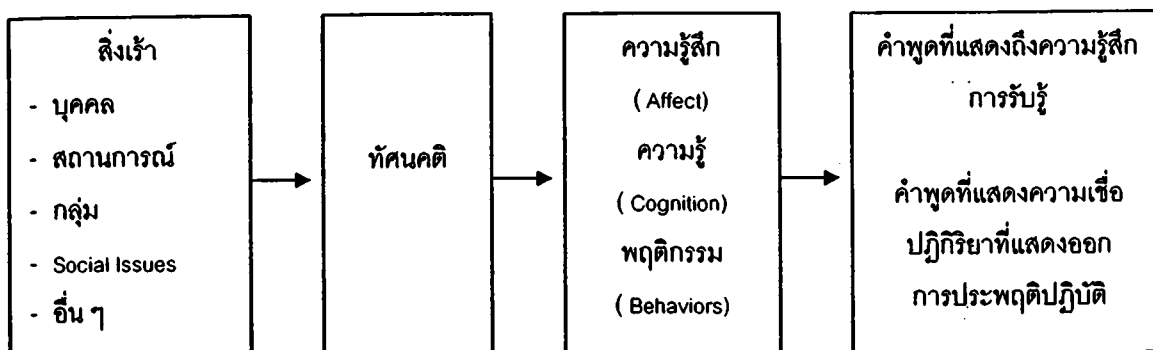 สิ่งเร้า
- บุคคล
- สถานการณ์
- กลุ่ม
- Social Issues
- อื่น ๆ
ทัศนคติ
ความรู้สึก
( Affect)
ความรู้
( Cognition)
พฤติกรรม
( Behaviors)
คำพูดที่แสดงถึงความรู้สึก
การรับรู้
คำพูดที่แสดงความเชื่อ
ปฏิกิริยาที่แสดงออก
การประพฤติปฏิบัติ